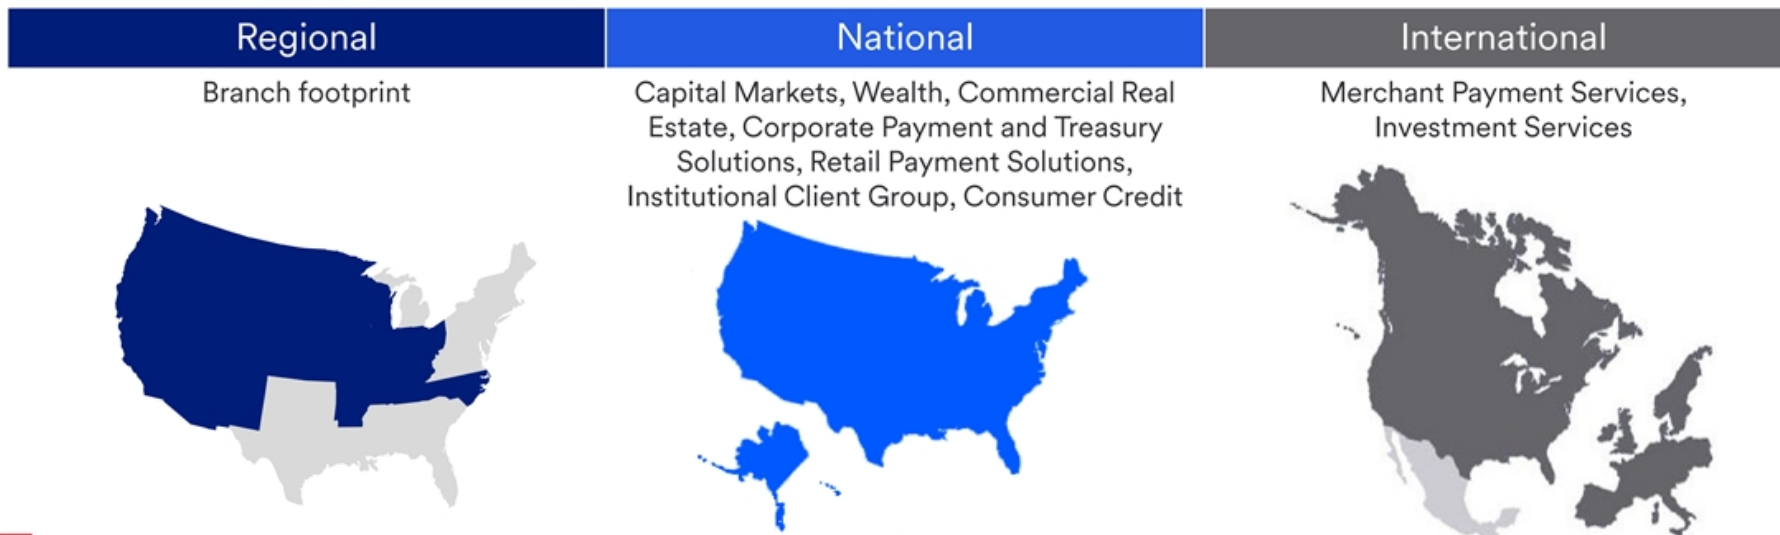 Regional
Branch footprint
National
Capital Markets, Wealth, Commercial Real
Estate, Corporate Payment and Treasury
Solutions, Retail Payment Solutions,
Institutional Client Group, Consumer Credit
International
Merchant Payment Services,
Investment Services